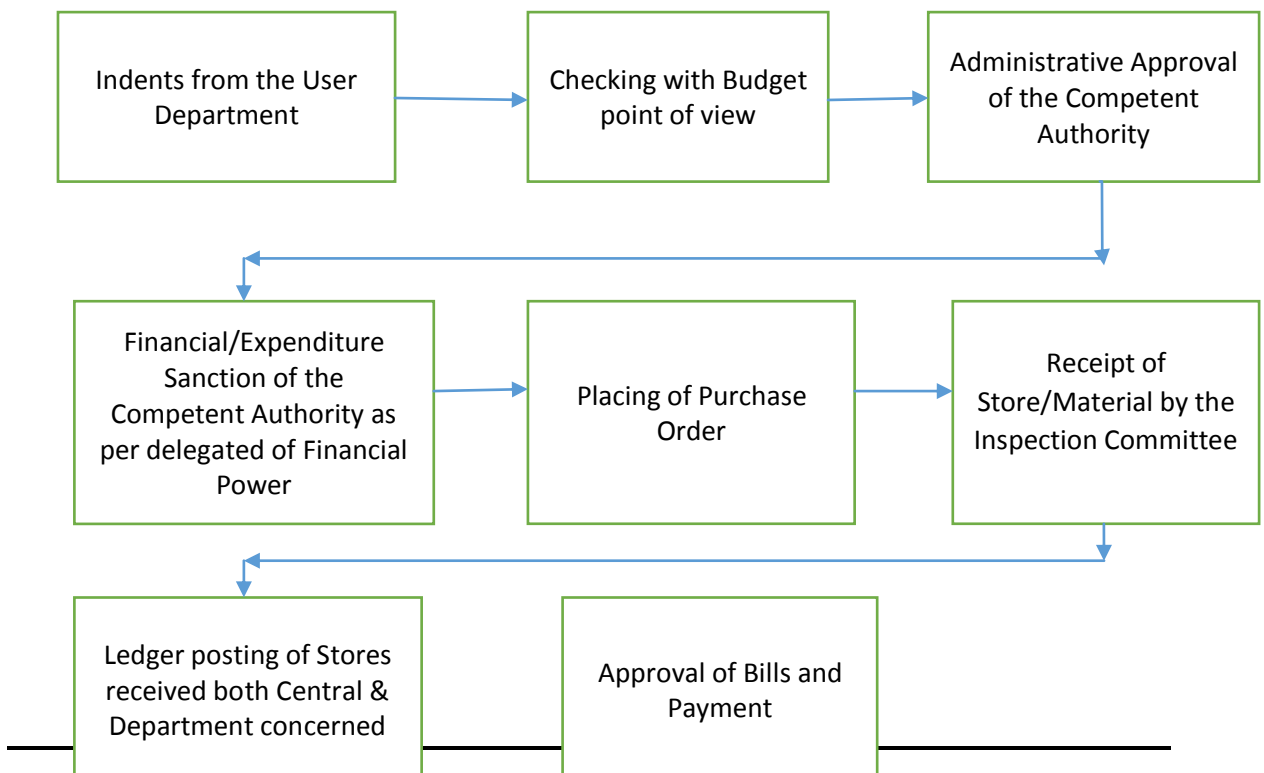 Indents from the User
Department
Checking with Budget
point of view
Administrative Approval
of the Competent
Authority
Financial/Expenditure
Sanction of the
Competent Authority as
per delegated of Financial
Power
Placing of Purchase
Order
Receipt of
Store/Material by the
Inspection Committee
Ledger posting of Stores
received both Central &
Department concerned
Approval of Bills and
Payment